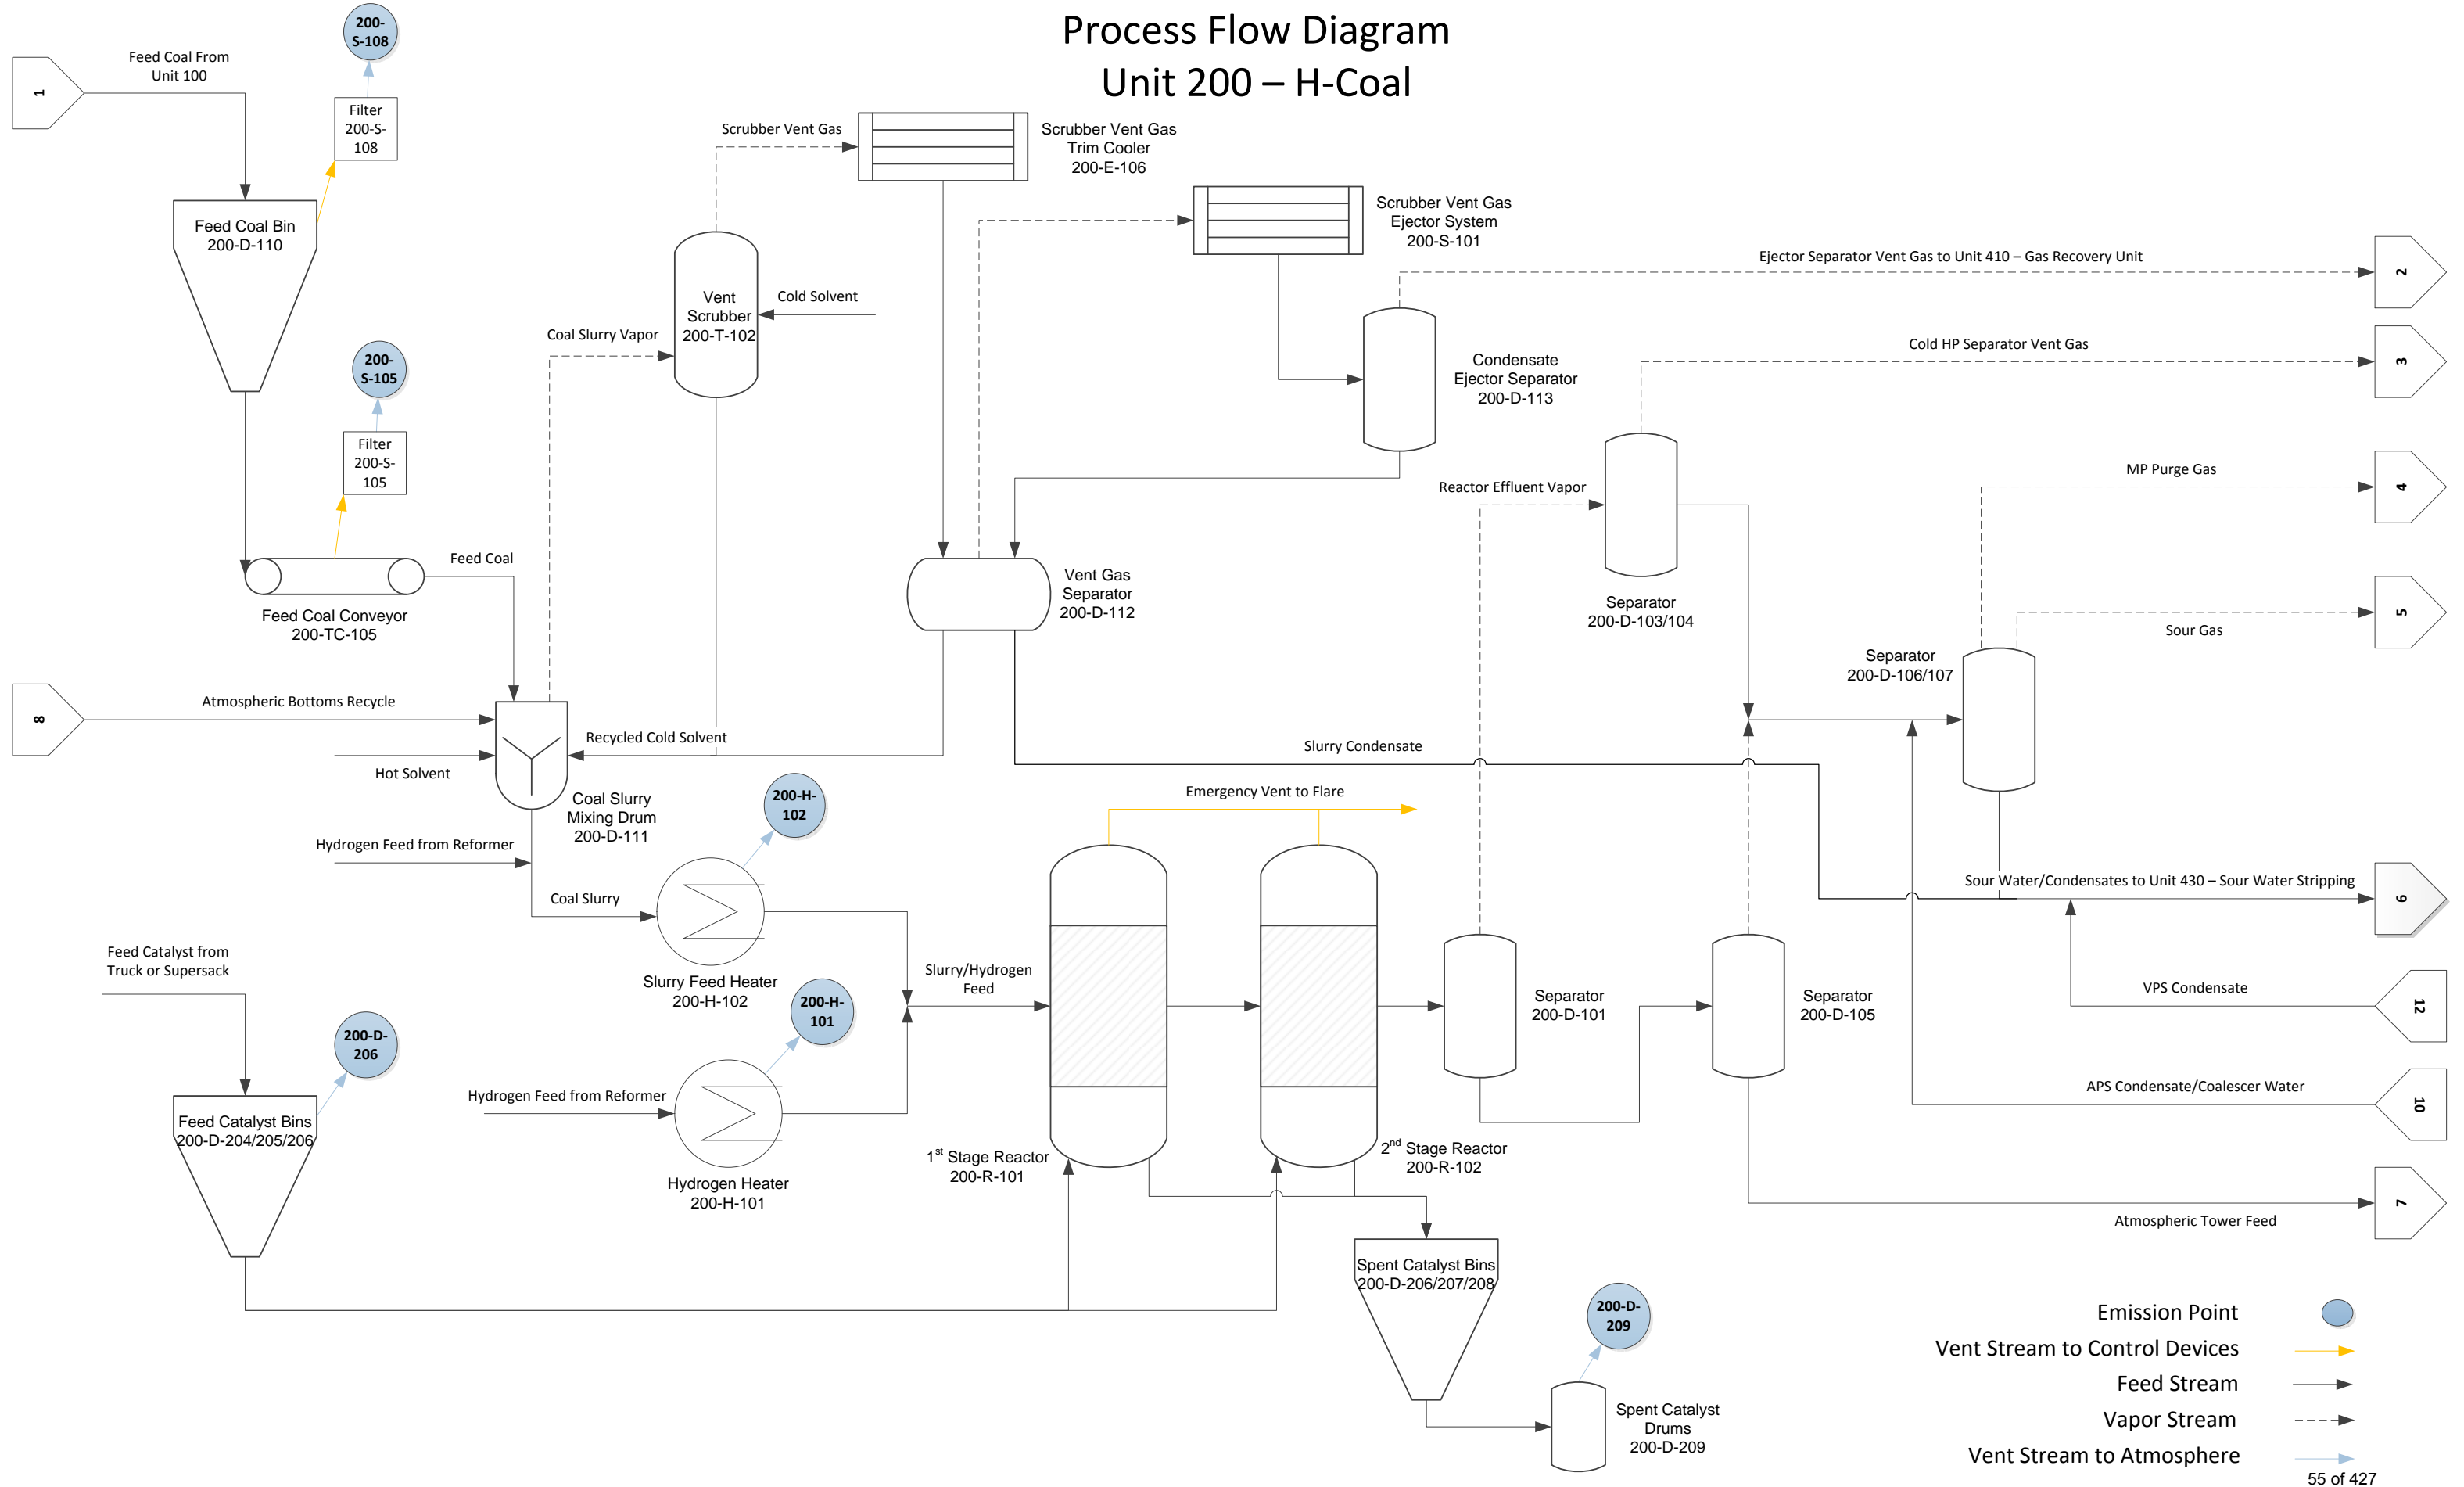 Process Flow Diagram
Unit 200 – H-Coal
200-
S-108
Feed Coal From
Unit 100
1
Filter
200-S-
108
Feed Coal Bin
200-D-110
200-
S-105
Filter
200-S-
105
Feed Coal
Feed Coal Conveyor
200-TC-105
Scrubber Vent Gas
Scrubber Vent Gas
Trim Cooler
200-E-106
Vent
Scrubber
200-T-102
Cold Solvent
Coal Slurry Vapor
Scrubber Vent Gas
Ejector System
200-S-101
Ejector Separator Vent Gas to Unit 410 – Gas Recovery Unit
2
Condensate
Ejector Separator
200-D-113
Cold HP Separator Vent Gas
3
Reactor Effluent Vapor
MP Purge Gas
4
Vent Gas
Separator
200-D-112
Separator
200-D-103/104
Sour Gas
5
Separator
200-D-106/107
8
Atmospheric Bottoms Recycle
Hot Solvent
Recycled Cold Solvent
Slurry Condensate
Coal Slurry
Mixing Drum
200-D-111
Hydrogen Feed from Reformer
Coal Slurry
200-H-
102
Emergency Vent to Flare
Sour Water/Condensates to Unit 430 – Sour Water Stripping
6
Slurry Feed Heater
200-H-102
Slurry/Hydrogen
Feed
Feed Catalyst from
Truck or Supersack
200-H-
101
200-D-
206
Separator
200-D-101
Separator
200-D-105
VPS Condensate
12
Hydrogen Feed from Reformer
APS Condensate/Coalescer Water
10
Feed Catalyst Bins
200-D-204/205/206
Hydrogen Heater
200-H-101
1st Stage Reactor
200-R-101
2nd Stage Reactor
200-R-102
Atmospheric Tower Feed
7
Spent Catalyst Bins
200-D-206/207/208
200-D-
209
Spent Catalyst
Drums
200-D-209
Emission Point
Vent Stream to Control Devices
Feed Stream
Vapor Stream
Vent Stream to Atmosphere
55 of 427